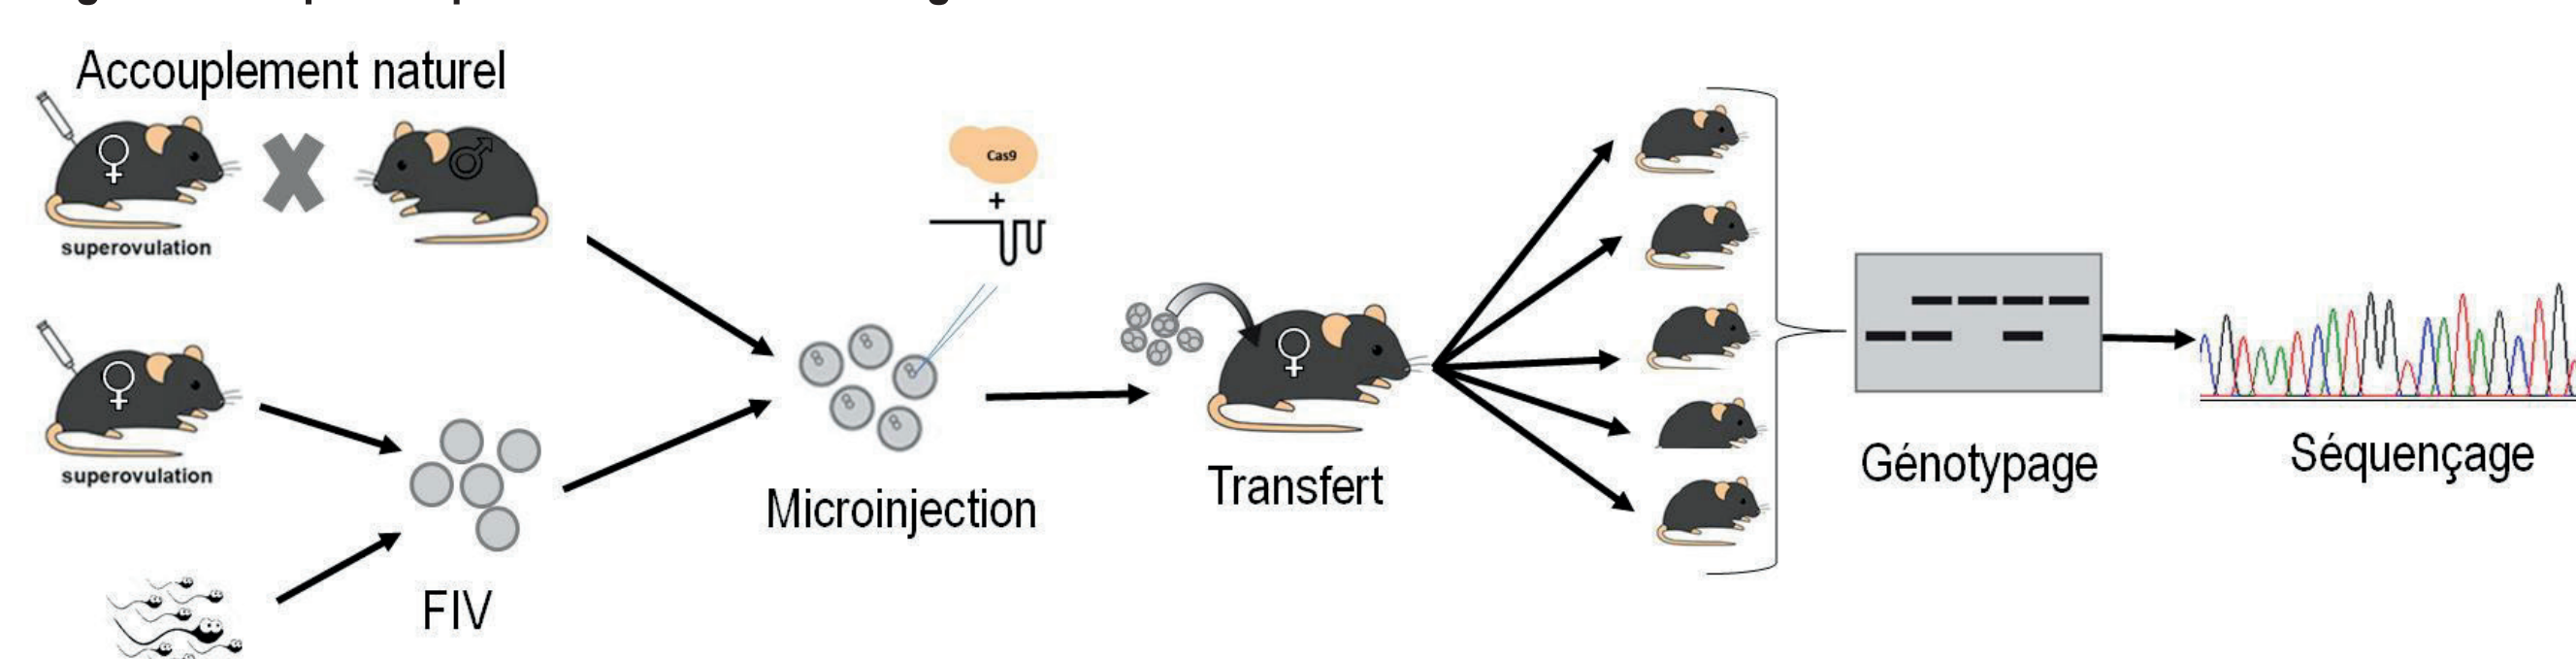 Accouplement naturel
superovulation
superovulation
FIV
Cas9
+
Microinjection
Transfert
Génotypage
Séquençage